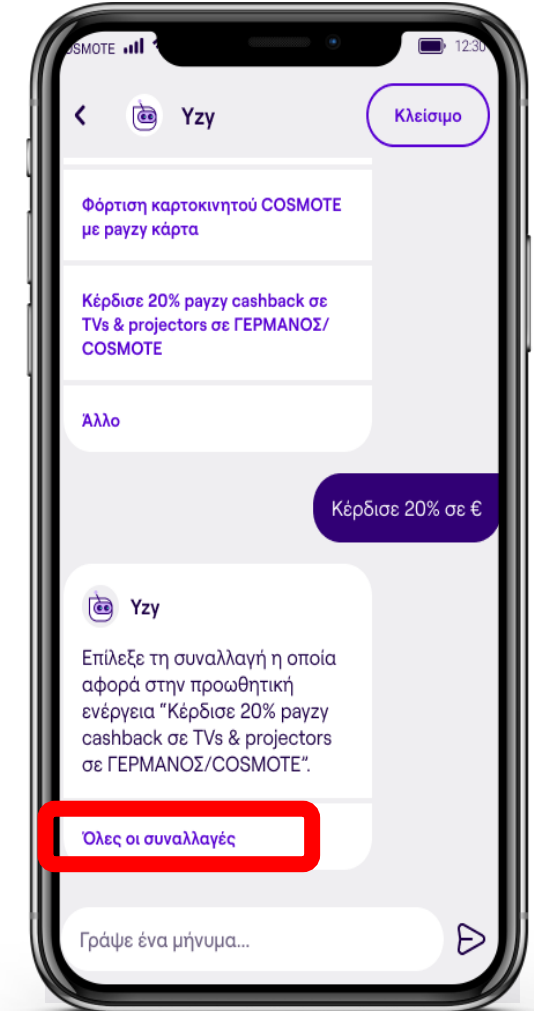 OSMOTE 12:30
Yzy
Κλείσιμο
Φόρτιση καρτοκινητού COSMOTE
με payzy κάρτα
Κέρδισε 20% payzy cashback σε
TVs & projectors σε ΓΕΡΜΑΝΟΣ/
COSMOTE
Άλλο
Κέρδισε 20% σε €
Yzy
Επίλεξε τη συναλλαγή η οποία
αφορά στην προωθητική
ενέργεια “Κέρδισε 20% payzy
cashback σε TVs & projectors
σε ΓΕΡΜΑΝΟΣ/COSMOTE”.
Όλες οι συναλλαγές
Γράψε ένα μήνυμα...